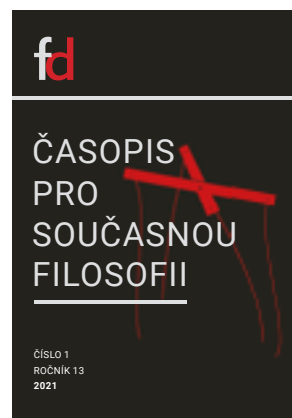 fd
ČASOPIS
PRO
SOUČASNOU
FILOSOFII
ČÍSLO 1
ROČNÍK 13
2021